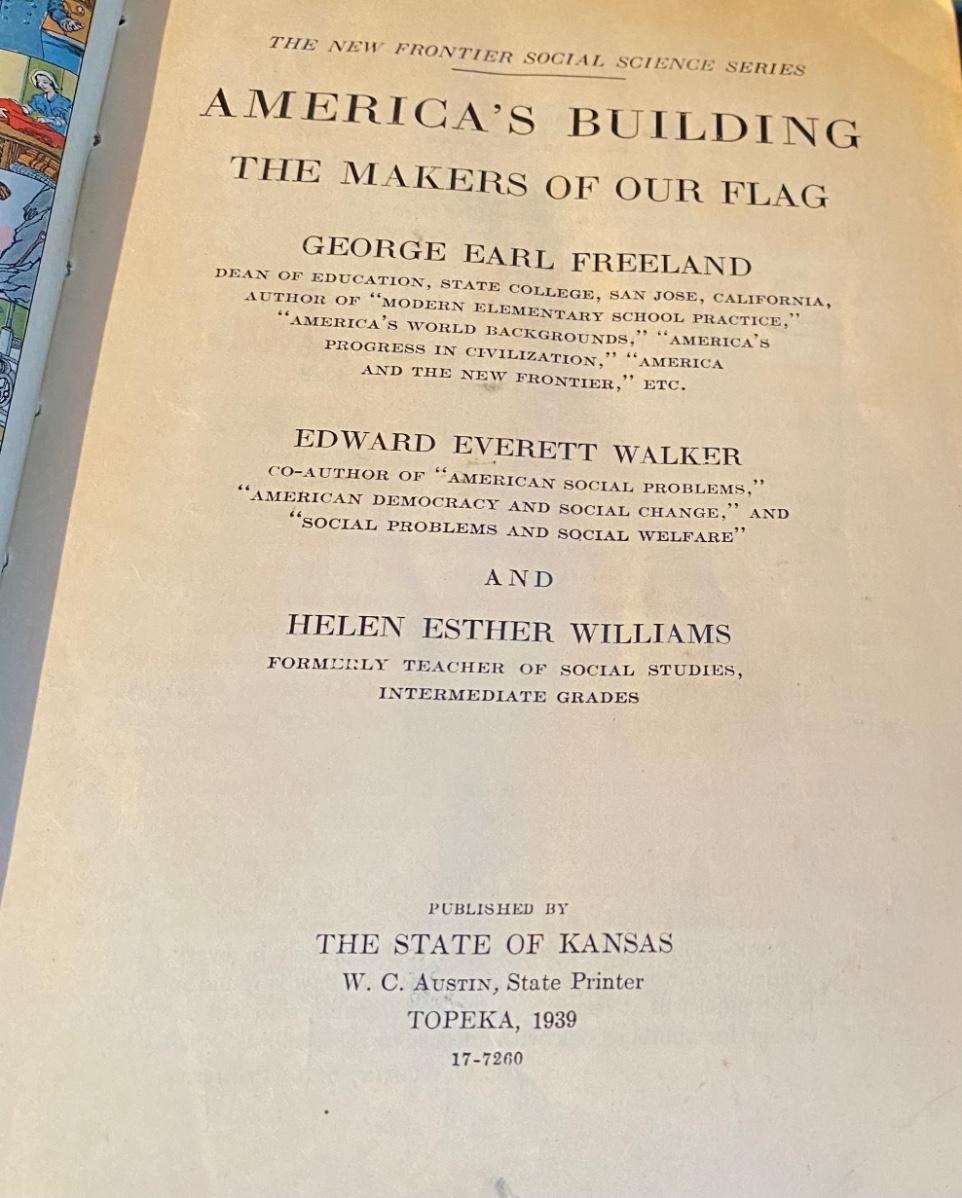 THE NEW FRONTIER SOCIAL SCIENCE SERIES
AMERICA'S BUILDING
THE MAKERS OF OUR FLAG
GEORGE EARL FREELAND
DEAN OF EDUCATION, STATE COLLEGE, SAN JOSE, CALIFORNIA,
AUTHOR OF "MODERN ELEMENTARY SCHOOL PRACTICE,"
"AMERICA'S WORLD BACKGROUNDS," "AMERICA'S
PROGRESS IN CIVILIZATION," "AMERICA
AND THE NEW FRONTIER," ETC.
EDWARD EVERETT WALKER
CO-AUTHOR OF "AMERICAN SOCIAL PROBLEMS,"
"AMERICAN DEMOCRACY AND SOCIAL CHANGE," AND
"SOCIAL PROBLEMS AND SOCIAL WELFARE"
AND
HELEN ESTHER WILLIAMS
FORMERLY TEACHER OF SOCIAL STUDIES,
INTERMEDIATE GRADES
PUBLISHED BY
THE STATE OF KANSAS
W. C. AUSTIN, State Printer
TOPEKA, 1939
17-7260